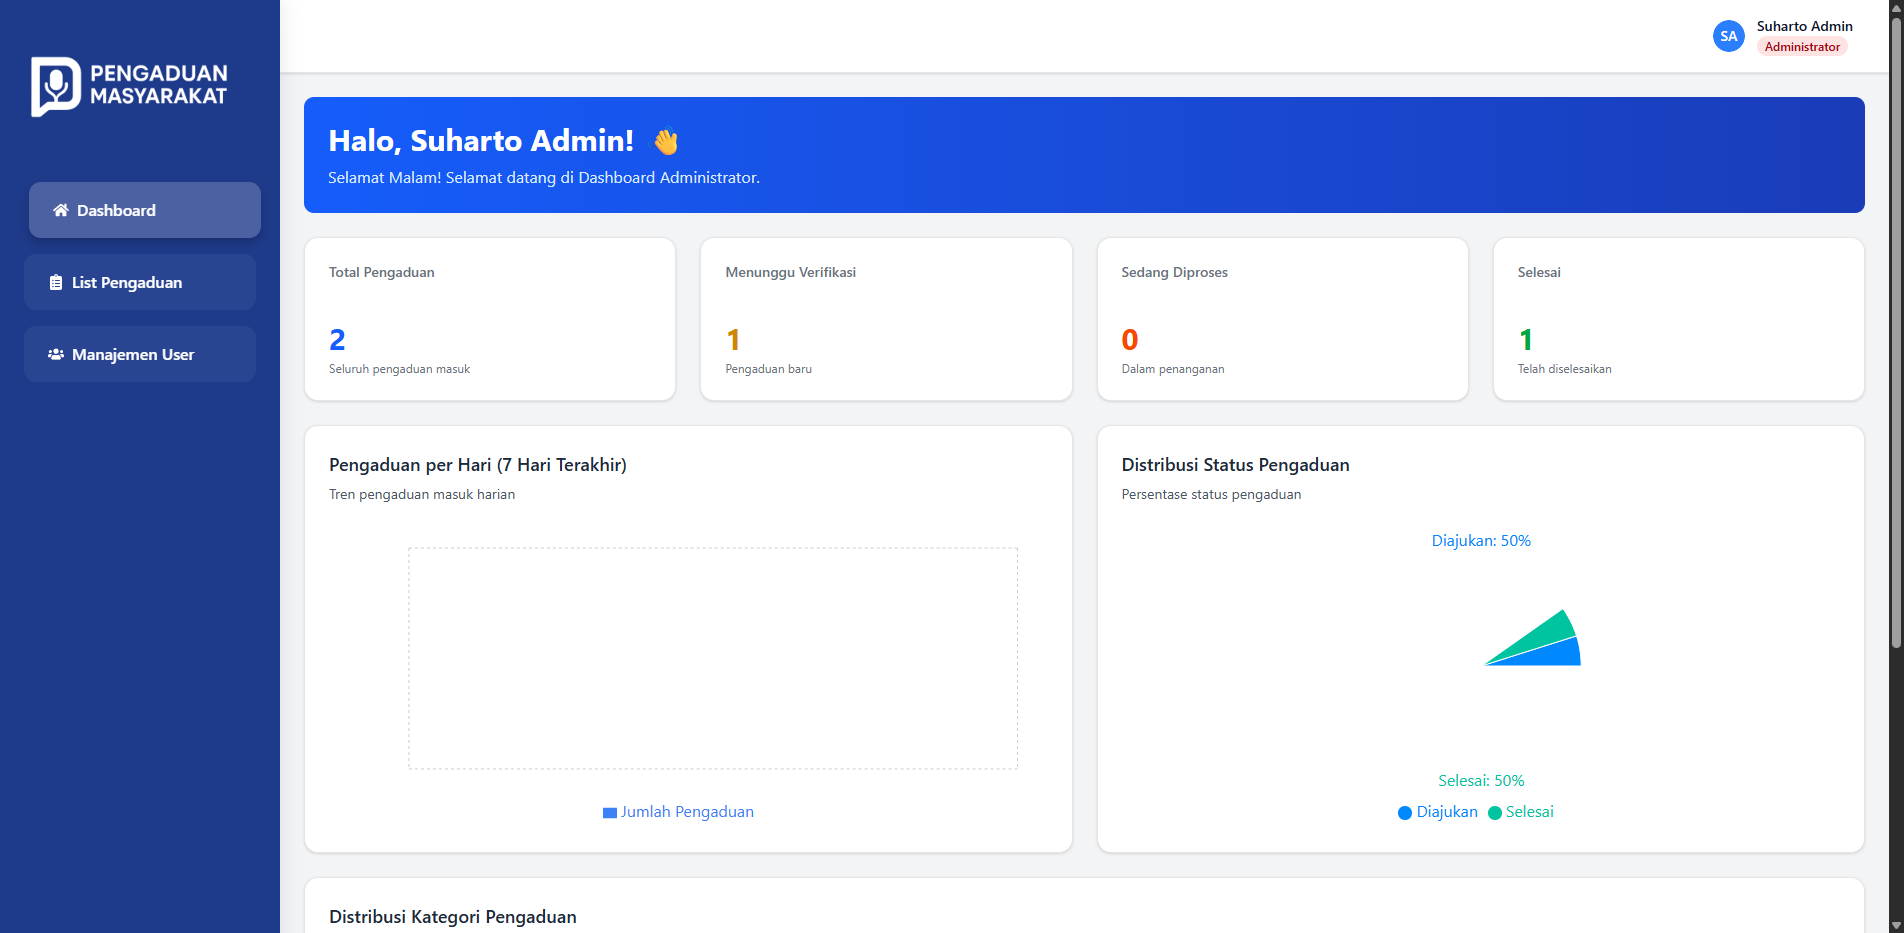 PENGADUAN
MASYARAKAT
Dashboard
List Pengaduan
Manajemen User
SA
Suharto Admin
Administrator
Halo, Suharto Admin! 👋
Selamat Malam! Selamat datang di Dashboard Administrator.
Total Pengaduan
2
Seluruh pengaduan masuk
Menunggu Verifikasi
1
Pengaduan baru
Sedang Diproses
0
Dalam penanganan
Selesai
1
Telah diselesaikan
Pengaduan per Hari (7 Hari Terakhir)
Tren pengaduan masuk harian
Jumlah Pengaduan
Distribusi Status Pengaduan
Persentase status pengaduan
Diajukan: 50%
Selesai: 50%
Diajukan
Selesai
Distribusi Kategori Pengaduan